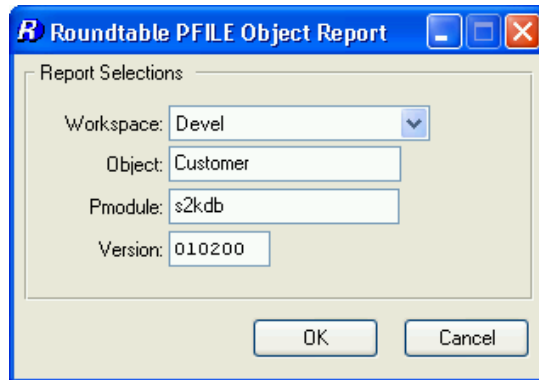 R Roundtable PFILE Object Report
Report Selections
Workspace: Devel
Object: Customer
Pmodule: s2kdb
Version: 010200
OK Cancel